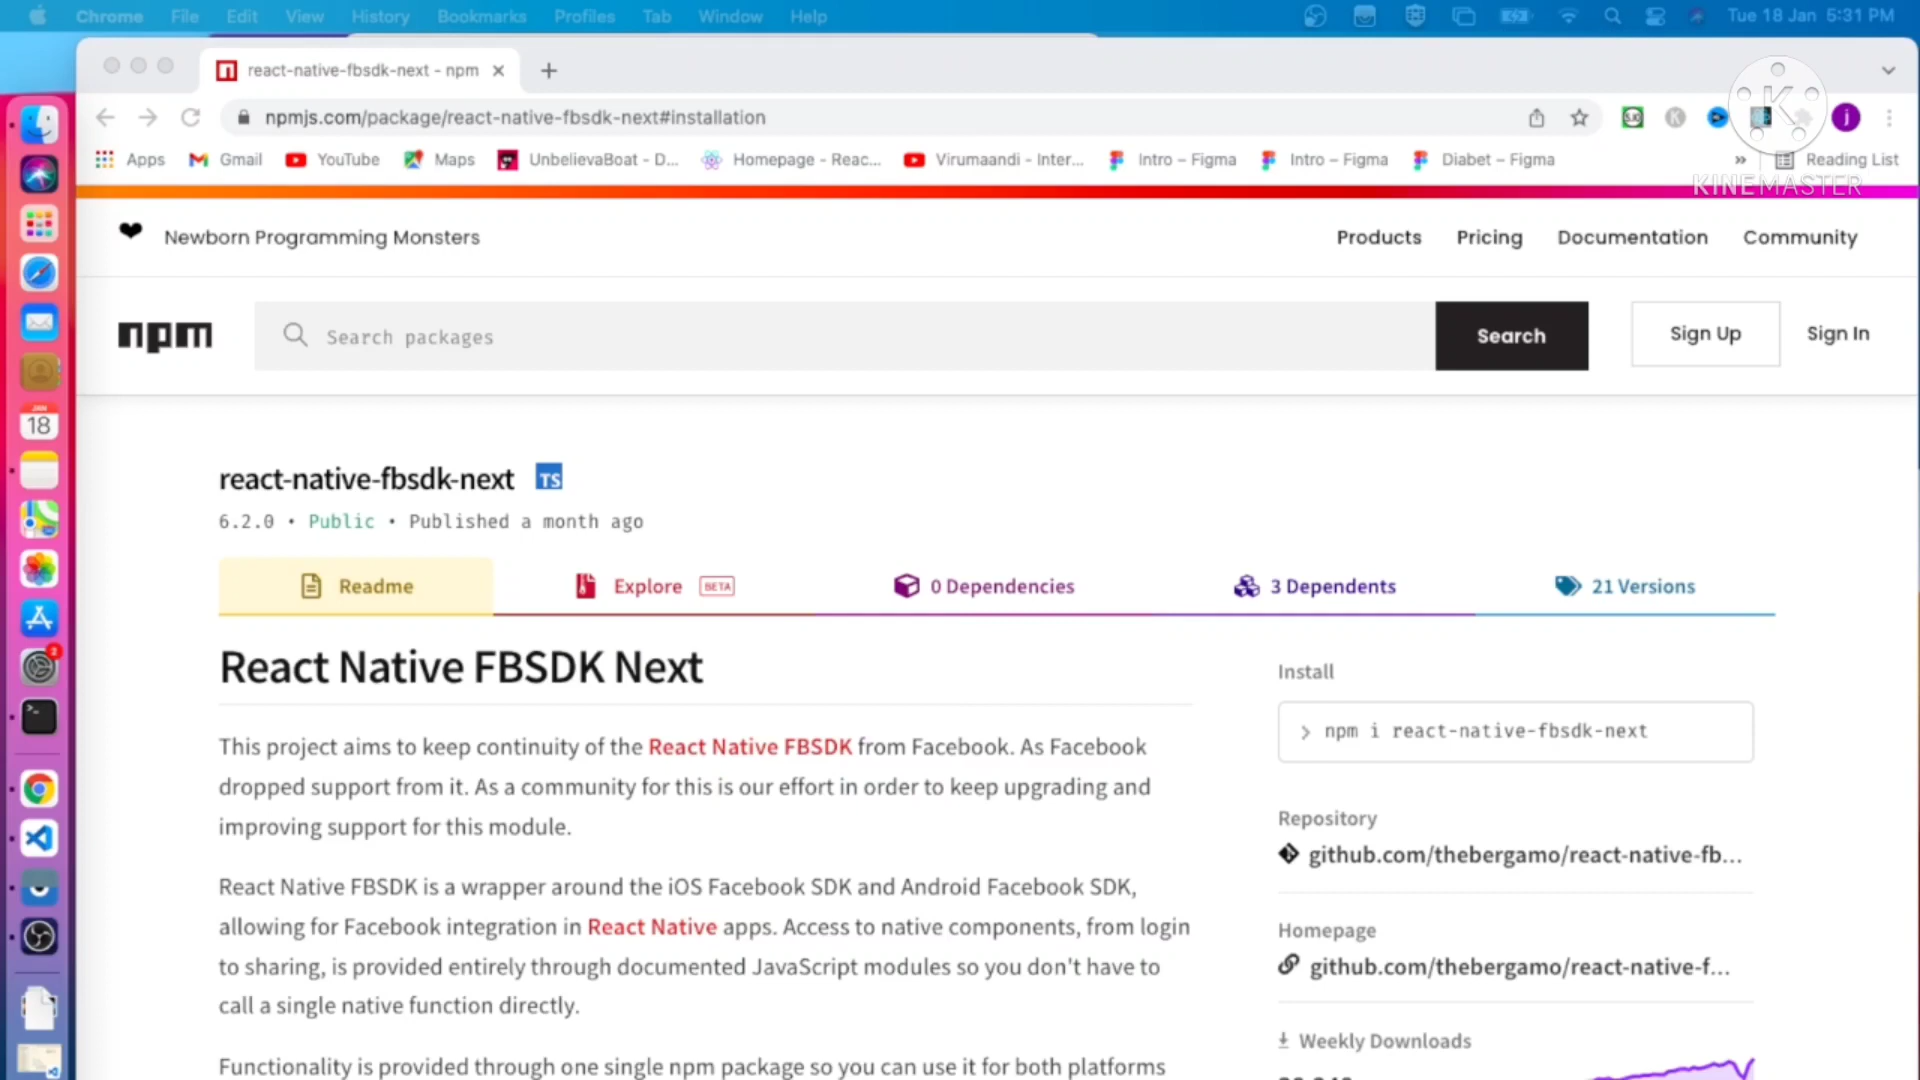 Chrome File Edit View History Bookmarks Profiles Tab Window Help
Tue 18 Jan 5:31 PM
react-native-fbsdk-next - npm
npmjs.com/package/react-native-fbsdk-next#installation
j
Apps Gmail YouTube Maps UnbelievaBoat - D... Homepage - Reac... Virumaandi - Inter... Intro – Figma Intro – Figma Diabet – Figma » Reading List
KINEMASTER
Newborn Programming Monsters
Products Pricing Documentation Community
npm Search packages Search Sign Up Sign In
react-native-fbsdk-next TS
6.2.0 • Public • Published a month ago
Readme Explore BETA 0 Dependencies 3 Dependents 21 Versions
React Native FBSDK Next
This project aims to keep continuity of the React Native FBSDK from Facebook. As Facebook
dropped support from it. As a community for this is our effort in order to keep upgrading and
improving support for this module.
React Native FBSDK is a wrapper around the iOS Facebook SDK and Android Facebook SDK,
allowing for Facebook integration in React Native apps. Access to native components, from login
to sharing, is provided entirely through documented JavaScript modules so you don't have to
call a single native function directly.
Functionality is provided through one single npm package so you can use it for both platforms
Install
npm i react-native-fbsdk-next
Repository
github.com/thebergamo/react-native-fb...
Homepage
github.com/thebergamo/react-native-f...
Weekly Downloads
JAN
18
2